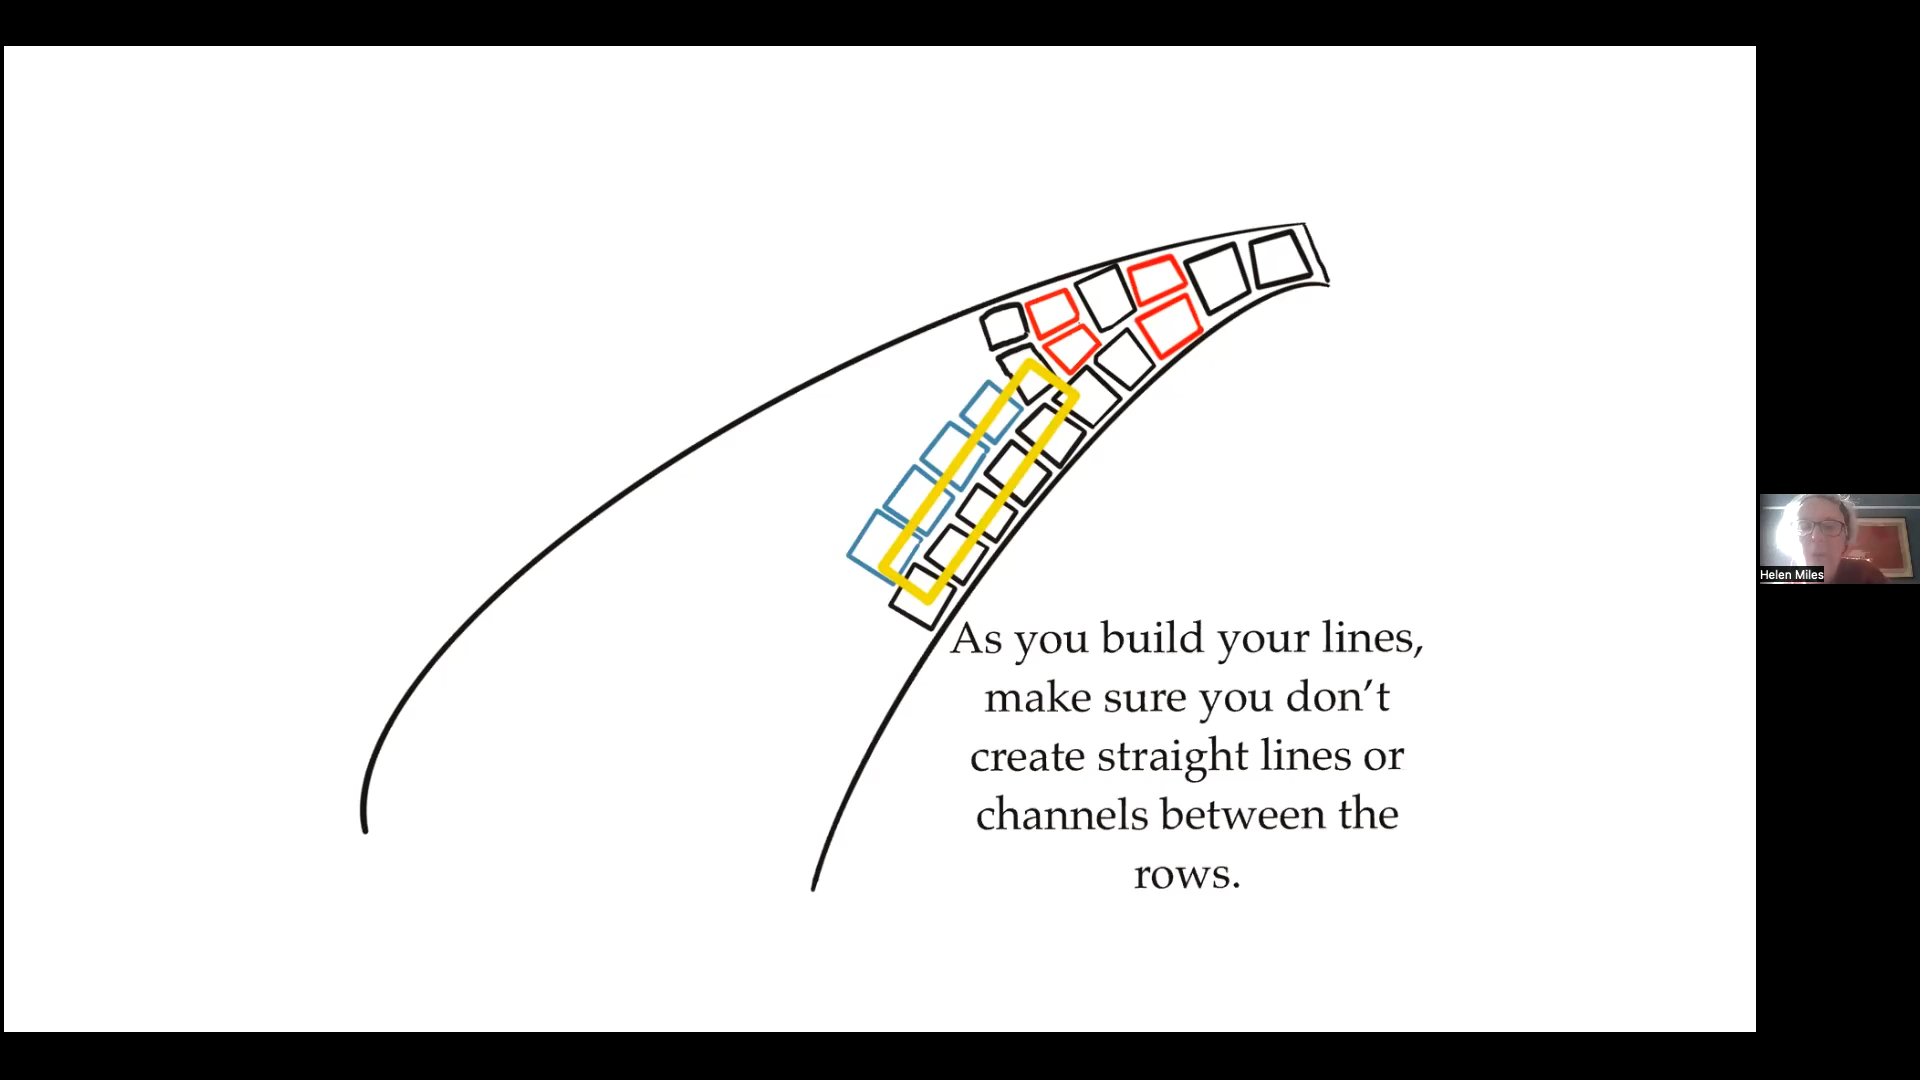 As you build your lines,
make sure you don’t
create straight lines or
channels between the
rows.
Helen Miles